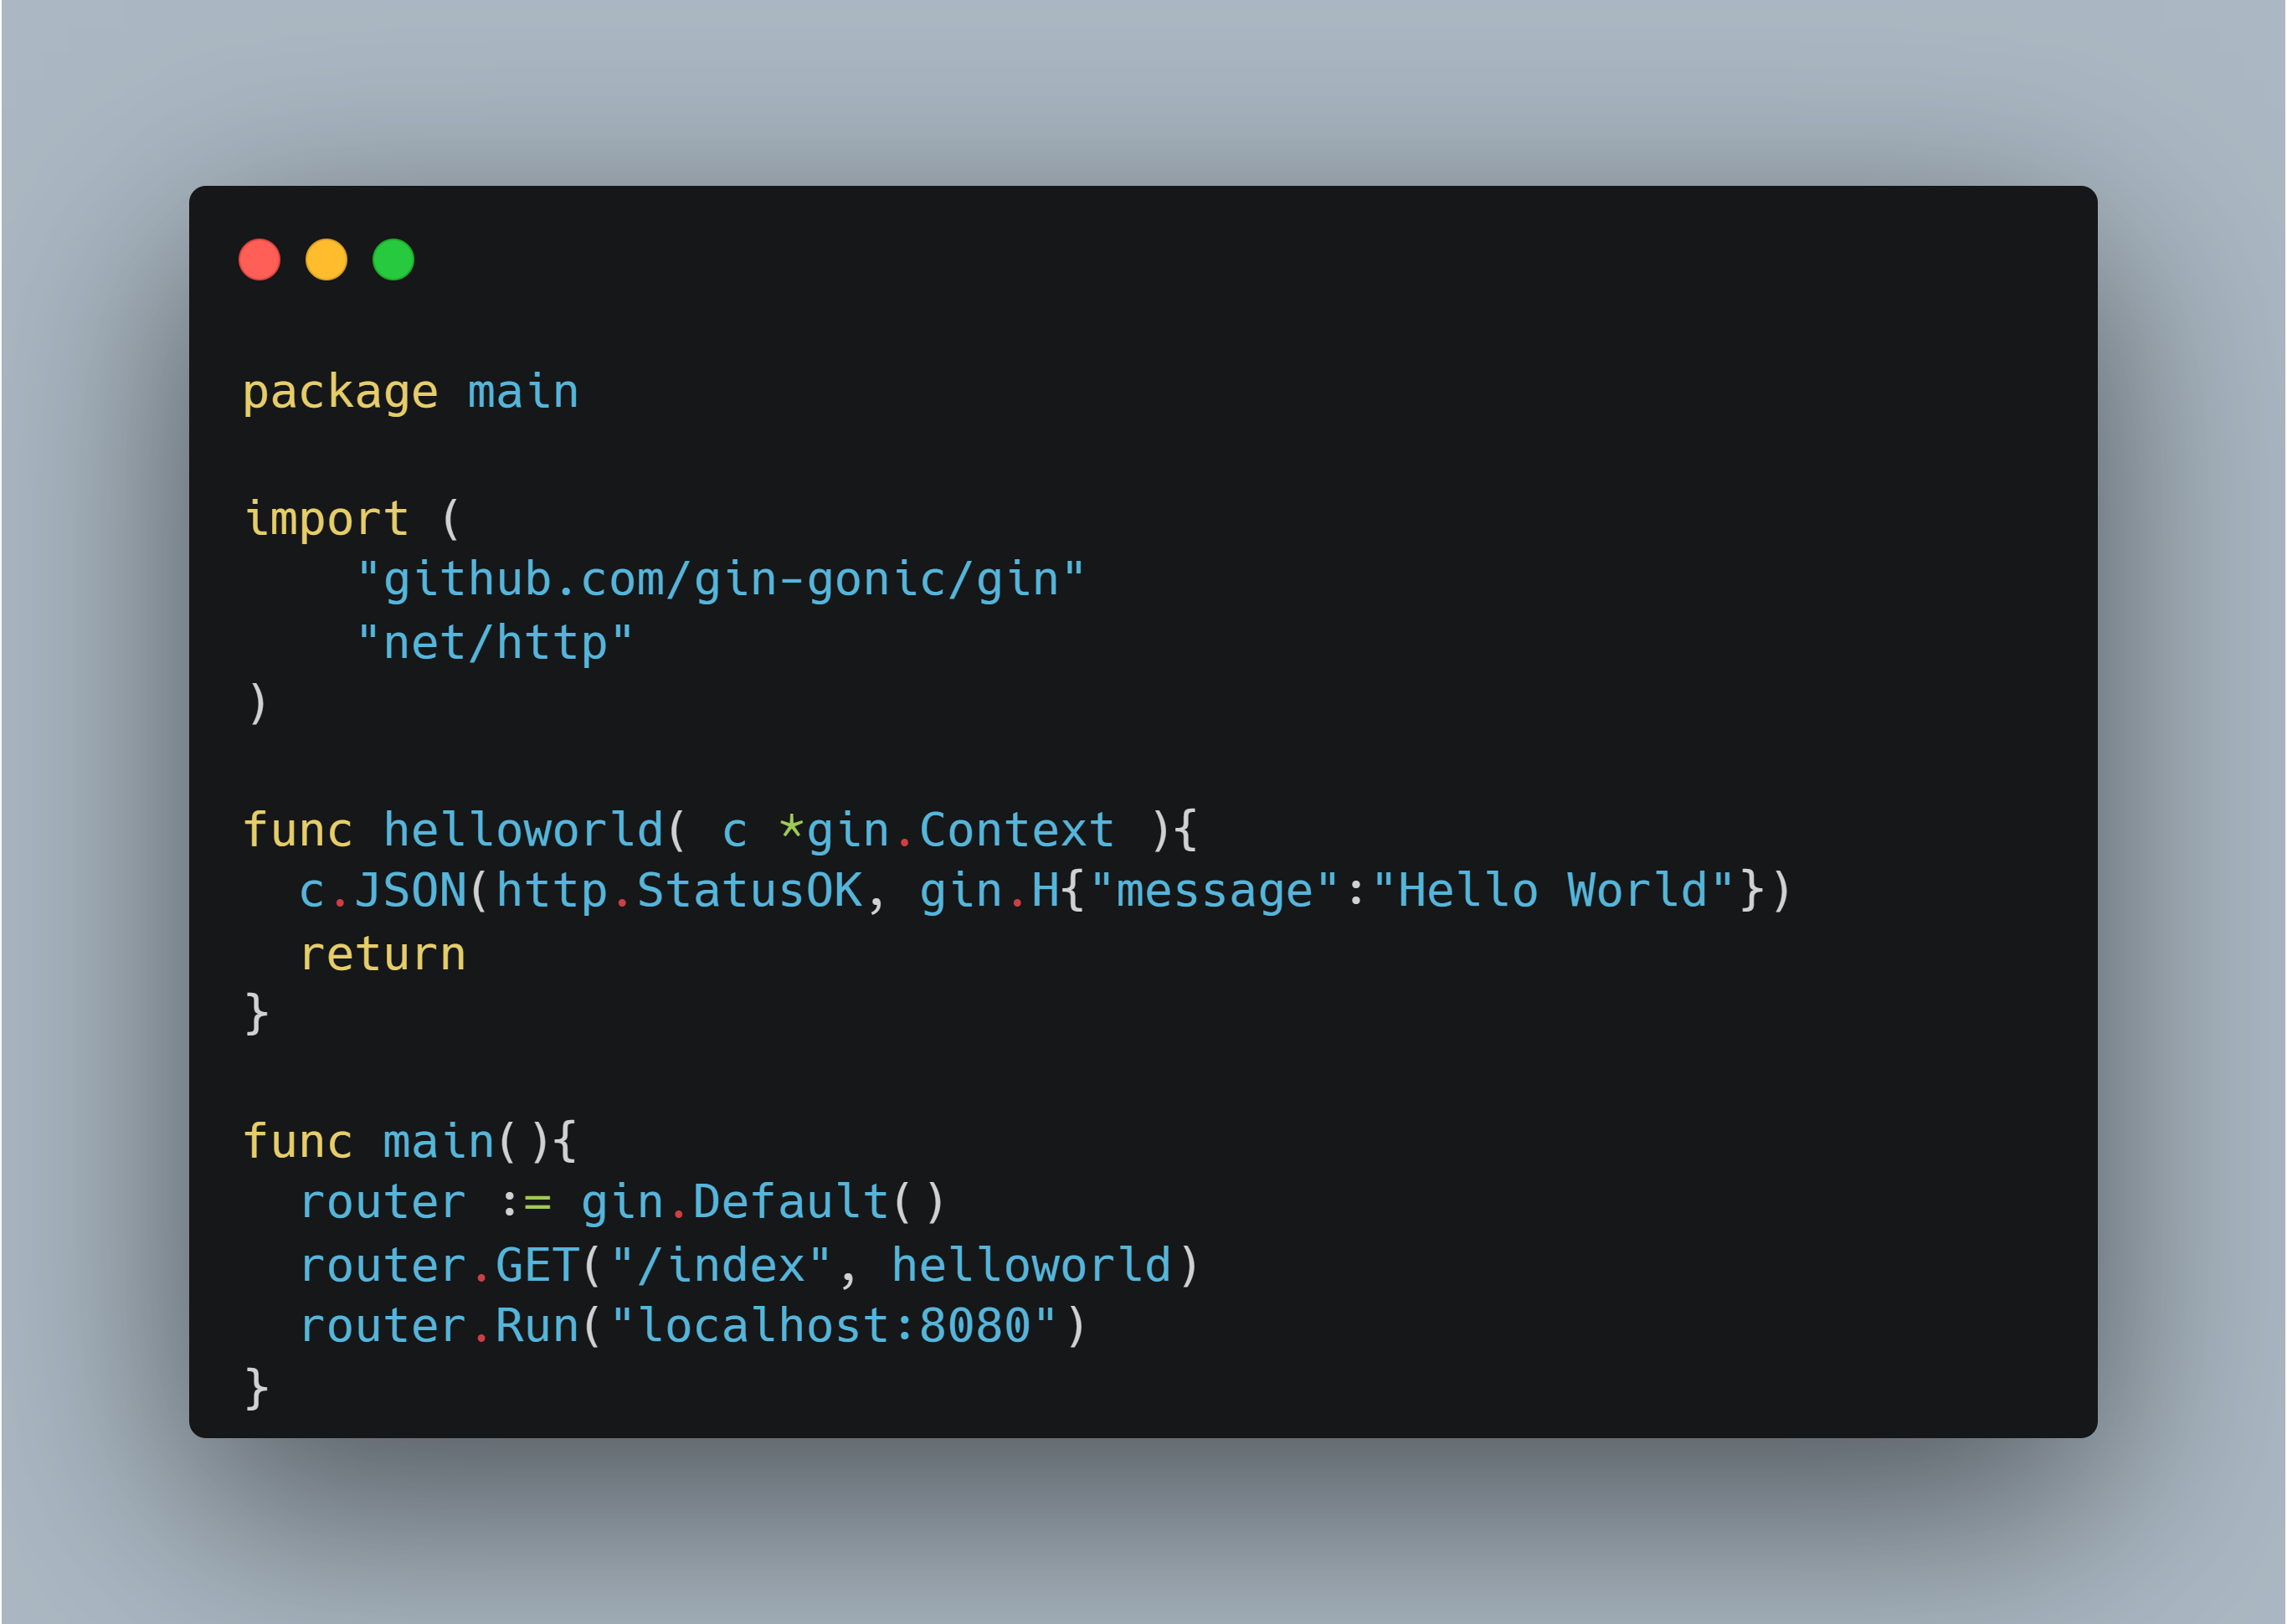 package main

import (
    "github.com/gin-gonic/gin"
    "net/http"
)

func helloworld( c *gin.Context ){
  c.JSON(http.StatusOK, gin.H{"message":"Hello World"})
  return
}

func main(){
  router := gin.Default()
  router.GET("/index", helloworld)
  router.Run("localhost:8080")
}